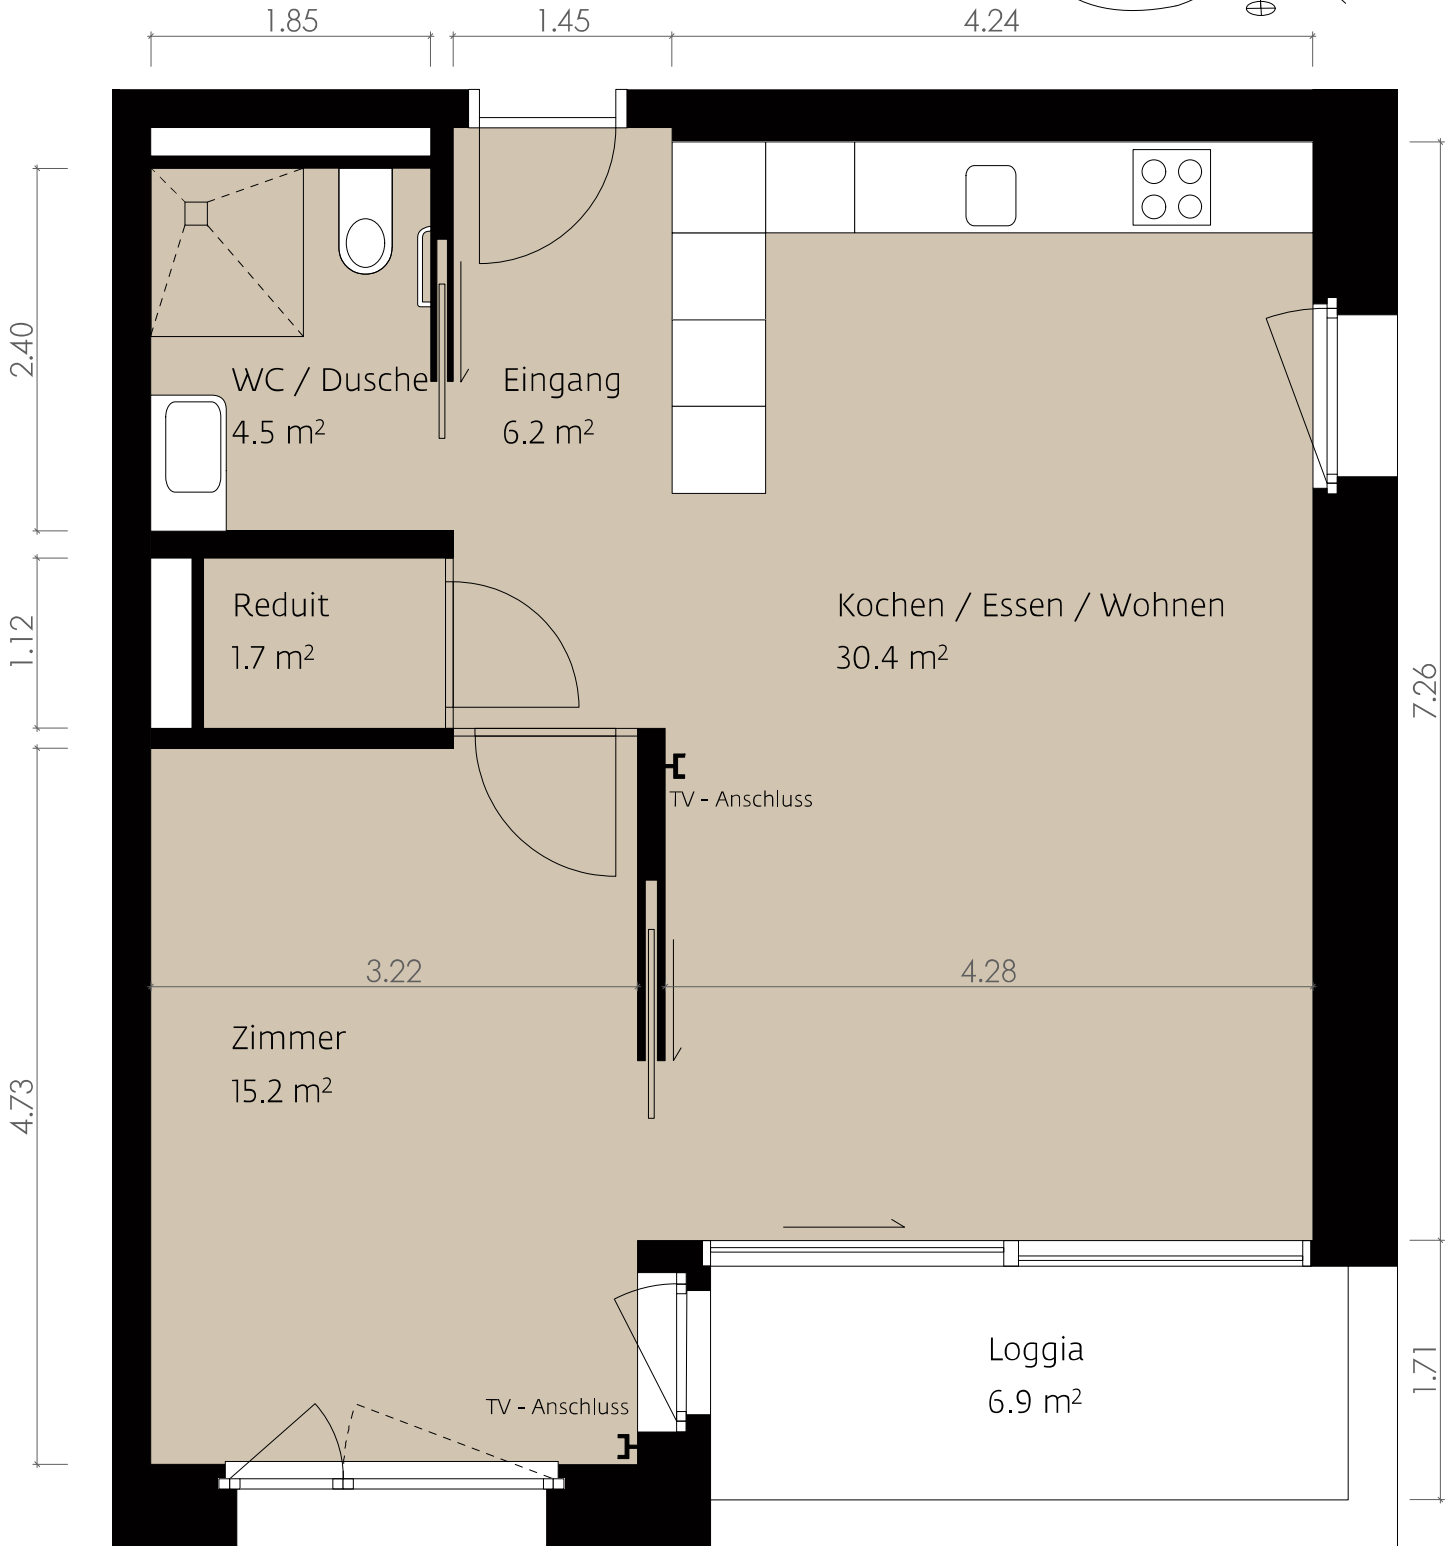 1.85
1.45
4.24
2.40
WC / Dusche
4.5 m²
Eingang
6.2 m²
1.12
Reduit
1.7 m²
Kochen / Essen / Wohnen
30.4 m²
7.26
TV - Anschluss
3.22
4.28
Zimmer
15.2 m²
4.73
Loggia
6.9 m²
1.71
TV - Anschluss